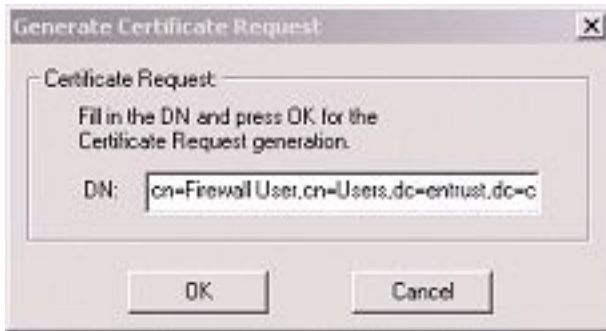 Generate Certificate Request
Certificate Request
Fill in the DN and press OK for the
Certificate Request generation.
DN: cn=Firewall User,cn=Users,dc=entrust,dc=c
OK Cancel